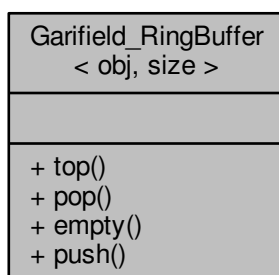 Garifield_RingBuffer
< obj, size >
+ top()
+ pop()
+ empty()
+ push()